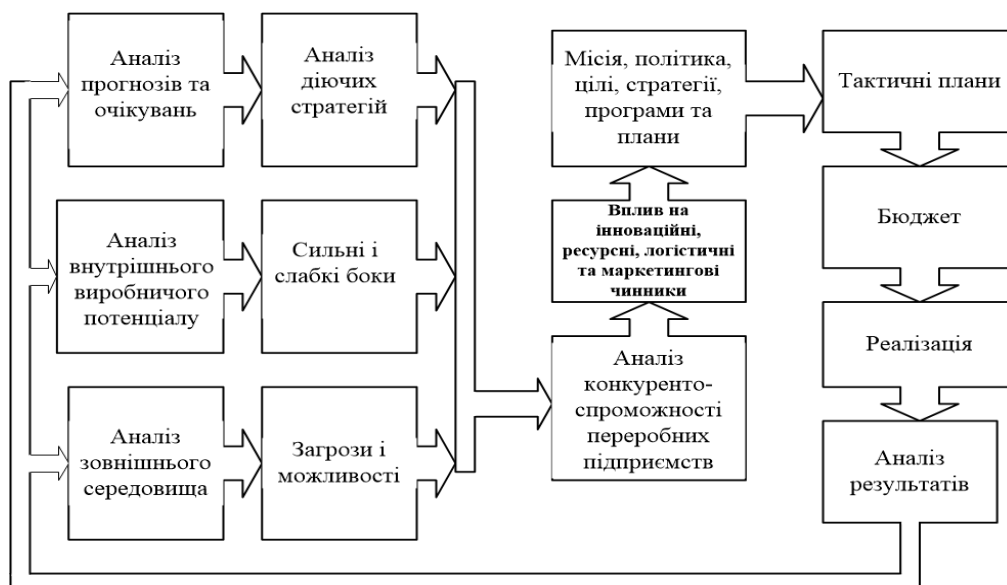 Аналіз
прогнозів та
очікувань
Аналіз
діючих
стратегій
Місія, політика,
цілі, стратегії,
програми та
плани
Тактичні плани
Аналіз
внутрішнього
виробничого
потенціалу
Сильні і
слабкі боки
Вплив на
інноваційні,
ресурсні, логістичні
та маркетингові
чинники
Бюджет
Аналіз
зовнішнього
середовища
Загрози і
можливості
Аналіз
конкуренто-
спроможності
переробних
підприємств
Реалізація
Аналіз
результатів